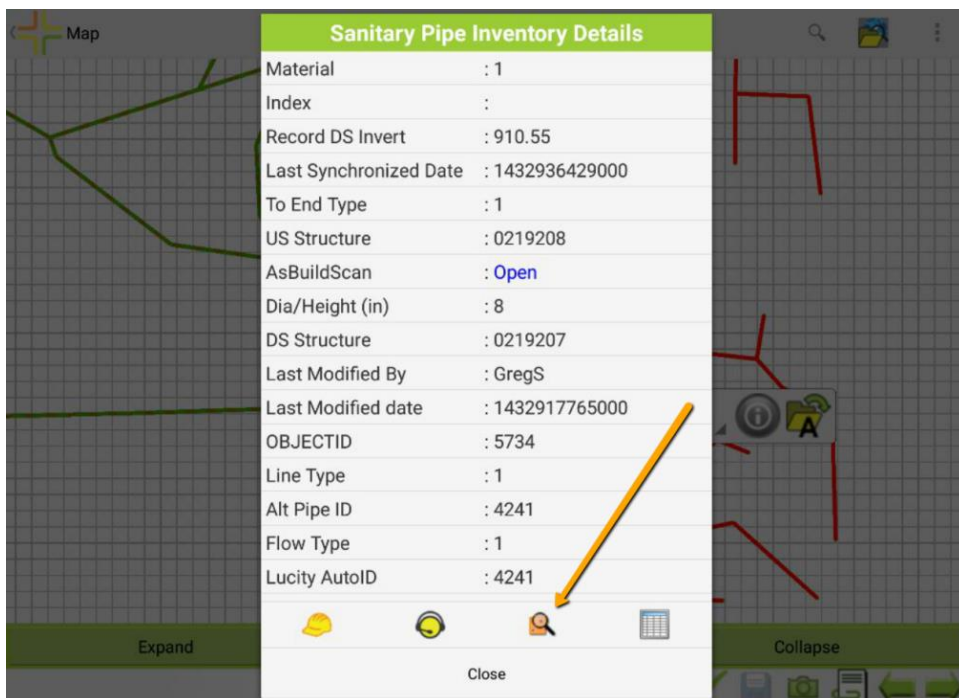 Map
Sanitary Pipe Inventory Details
Material : 1
Index :
Record DS Invert : 910.55
Last Synchronized Date : 1432936429000
To End Type : 1
US Structure : 0219208
AsBuildScan : Open
Dia/Height (in) : 8
DS Structure : 0219207
Last Modified By : GregS
Last Modified date : 1432917765000
OBJECTID : 5734
Line Type : 1
Alt Pipe ID : 4241
Flow Type : 1
Lucity AutoID : 4241
A
Expand
Collapse
Close